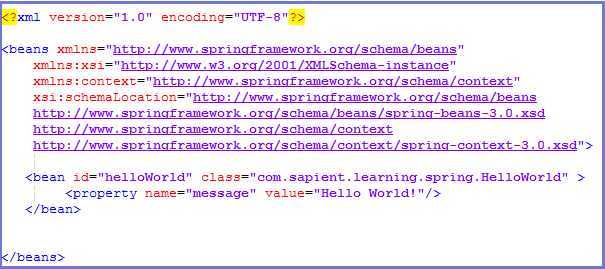 <?xml version="1.0" encoding="UTF-8"?>
<beans xmlns="http://www.springframework.org/schema/beans"
xmlns:xsi="http://www.w3.org/2001/XMLSchema-instance"
xmlns:context="http://www.springframework.org/schema/context"
xsi:schemaLocation="http://www.springframework.org/schema/beans
http://www.springframework.org/schema/beans/spring-beans-3.0.xsd
http://www.springframework.org/schema/context
http://www.springframework.org/schema/context/spring-context-3.0.xsd">
<bean id="helloWorld" class="com.sapient.learning.spring.HelloWorld" >
<property name="message" value="Hello World!"/>
</bean>
</beans>